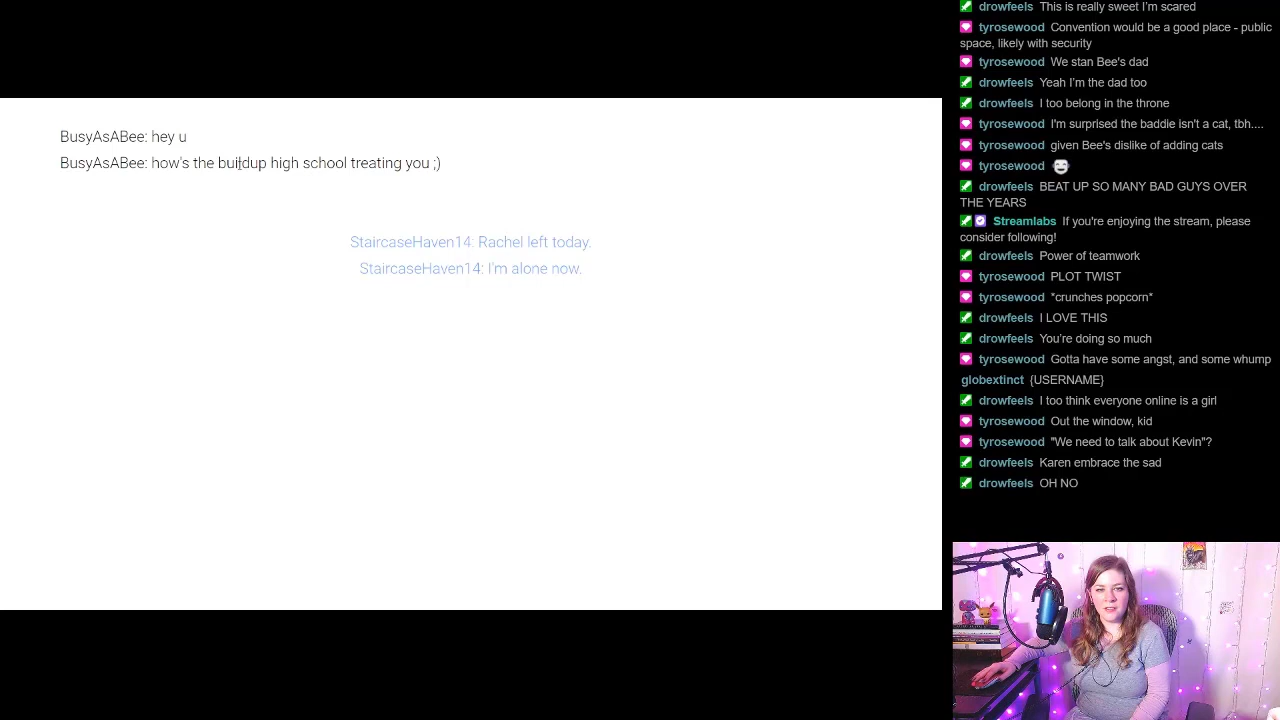 BusyAsABee: hey u
BusyAsABee: how's the buildup high school treating you ;)
StaircaseHaven14: Rachel left today.
StaircaseHaven14: I'm alone now.
drowfeels This is really sweet I'm scared
tyrosewood Convention would be a good place - public
space, likely with security
tyrosewood We stan Bee's dad
drowfeels Yeah I'm the dad too
drowfeels I too belong in the throne
tyrosewood I'm surprised the baddie isn't a cat, tbh....
tyrosewood given Bee's dislike of adding cats
tyrosewood
drowfeels BEAT UP SO MANY BAD GUYS OVER
THE YEARS
Streamlabs If you're enjoying the stream, please
consider following!
drowfeels Power of teamwork
tyrosewood PLOT TWIST
tyrosewood *crunches popcorn*
drowfeels I LOVE THIS
drowfeels You're doing so much
tyrosewood Gotta have some angst, and some whump
globextinct {USERNAME}
drowfeels I too think everyone online is a girl
tyrosewood Out the window, kid
tyrosewood "We need to talk about Kevin"?
drowfeels Karen embrace the sad
drowfeels OH NO